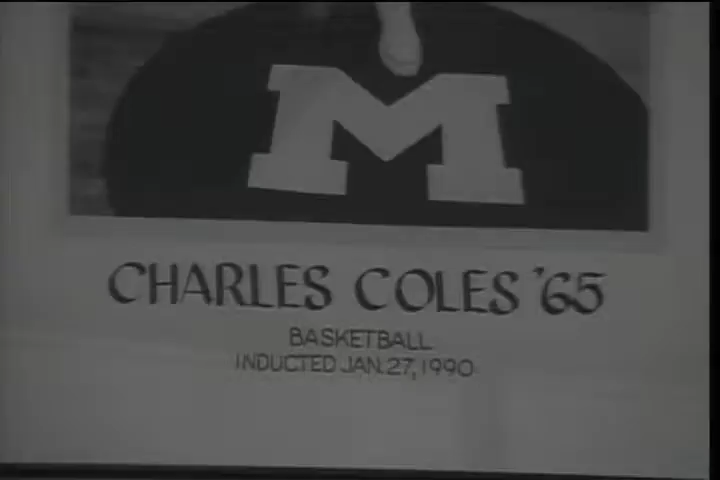 M
CHARLES COLES '65
BASKETBALL
INDUCTED JAN. 27, 1990